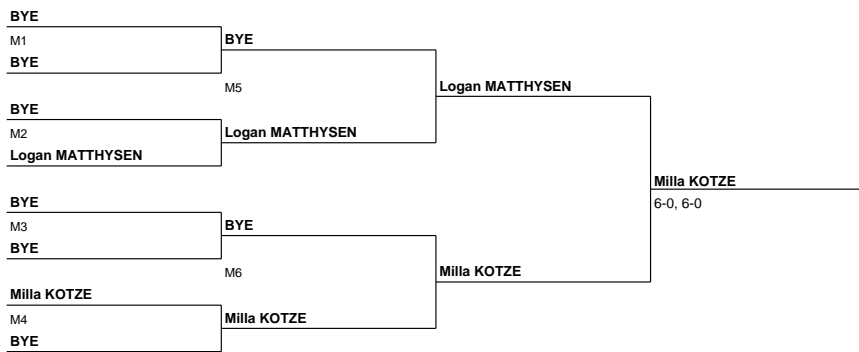 BYE
M1
BYE
BYE
M5
BYE
M2
Logan MATTHYSEN
Logan MATTHYSEN
Logan MATTHYSEN
BYE
M3
BYE
BYE
M6
Milla KOTZE
M4
BYE
Milla KOTZE
Milla KOTZE
Milla KOTZE
6-0, 6-0